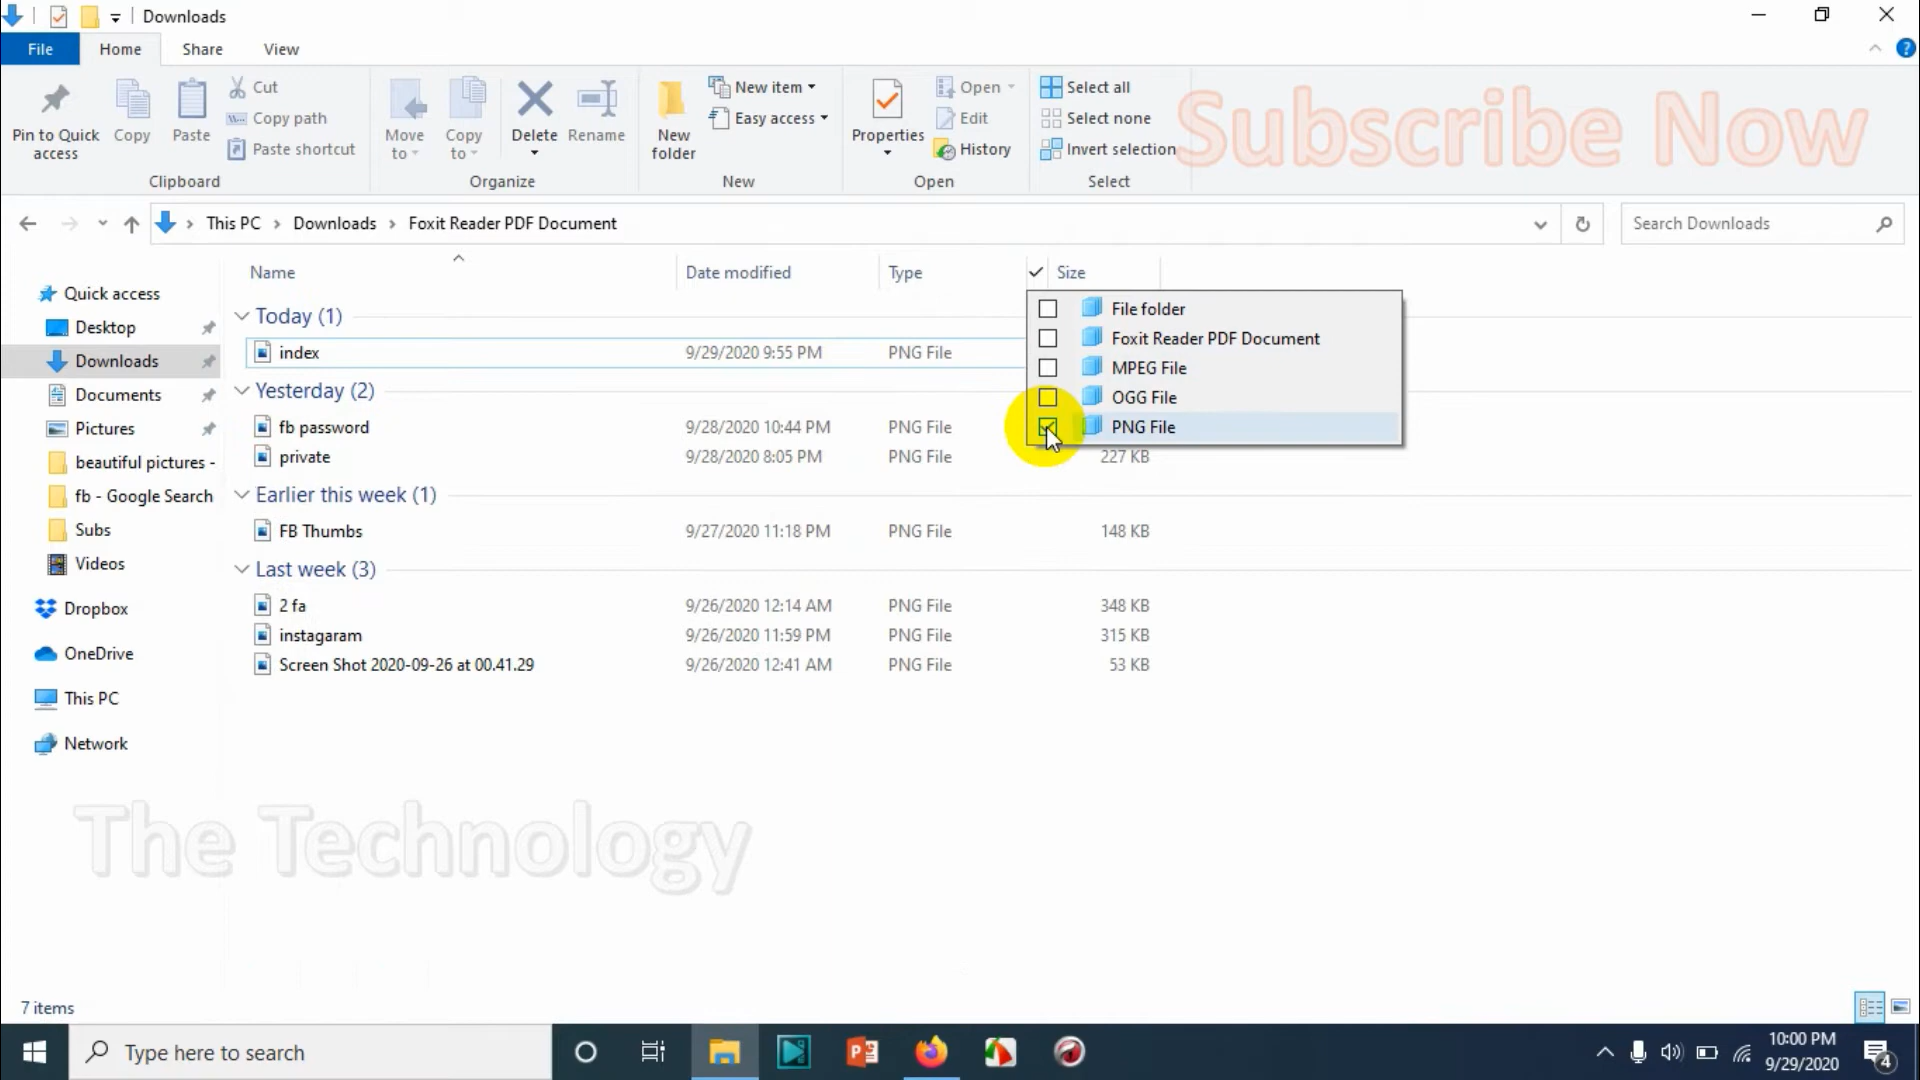 Downloads
File Home Share View
Pin to Quick access
Copy
Paste
Cut
Copy path
Paste shortcut
Clipboard
Move to
Copy to
Delete
Rename
Organize
New folder
New item
Easy access
New
Properties
Open
Edit
History
Open
Select all
Select none
Invert selection
Select
Subscribe Now
This PC > Downloads > Foxit Reader PDF Document
Search Downloads
Quick access
Desktop
Downloads
Documents
Pictures
beautiful pictures -
fb - Google Search
Subs
Videos
Dropbox
OneDrive
This PC
Network
Name Date modified Type Size
Today (1)
index 9/29/2020 9:55 PM PNG File
Yesterday (2)
fb password 9/28/2020 10:44 PM PNG File
private 9/28/2020 8:05 PM PNG File 227 KB
Earlier this week (1)
FB Thumbs 9/27/2020 11:18 PM PNG File 148 KB
Last week (3)
2 fa 9/26/2020 12:14 AM PNG File 348 KB
instagaram 9/26/2020 11:59 PM PNG File 315 KB
Screen Shot 2020-09-26 at 00.41.29 9/26/2020 12:41 AM PNG File 53 KB
File folder
Foxit Reader PDF Document
MPEG File
OGG File
PNG File
The Technology
7 items
Type here to search
10:00 PM
9/29/2020
4